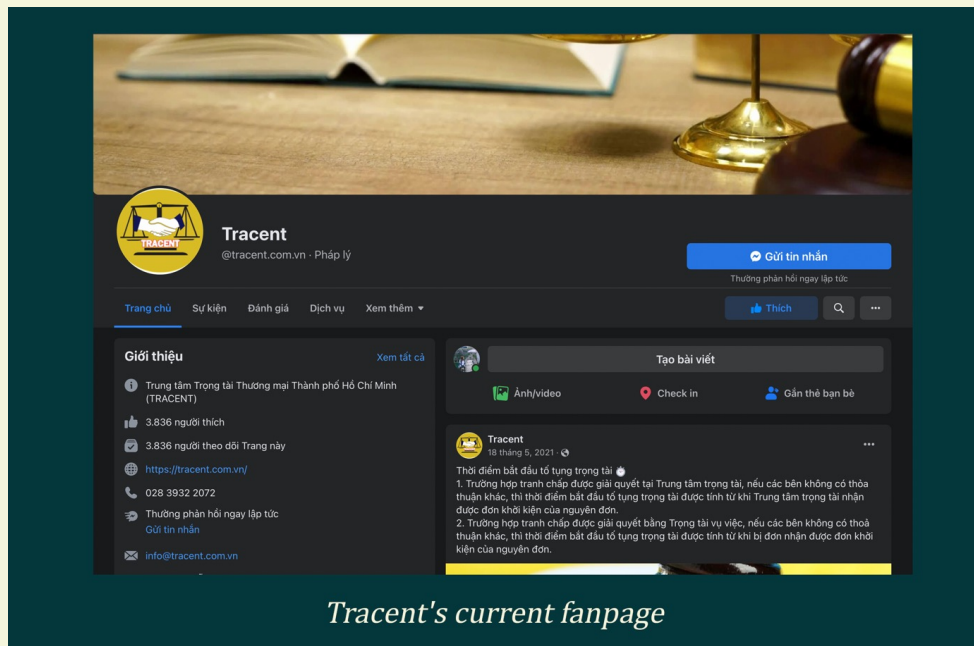 TRACENT
Tracent
@tracent.com.vn · Pháp lý
Gửi tin nhắn
Thường phản hồi ngay lập tức
Trang chủ Sự kiện Đánh giá Dịch vụ Xem thêm
Thích
Giới thiệu Xem tất cả
Trung tâm Trọng tài Thương mại Thành phố Hồ Chí Minh
(TRACENT)
3.836 người thích
3.836 người theo dõi Trang này
https://tracent.com.vn/
028 3932 2072
Thường phản hồi ngay lập tức
Gửi tin nhắn
info@tracent.com.vn
Tạo bài viết
Ảnh/video Check in Gắn thẻ bạn bè
Tracent
18 tháng 5, 2021 ·
Thời điểm bắt đầu tố tụng trọng tài
1. Trường hợp tranh chấp được giải quyết tại Trung tâm trọng tài, nếu các bên không có thỏa
thuận khác, thì thời điểm bắt đầu tố tụng trọng tài được tính từ khi Trung tâm trọng tài nhận
được đơn khởi kiện của nguyên đơn.
2. Trường hợp tranh chấp được giải quyết bằng Trọng tài vụ việc, nếu các bên không có thoả
thuận khác, thì thời điểm bắt đầu tố tụng trọng tài được tính từ khi bị đơn nhận được đơn khởi
kiện của nguyên đơn.
Tracent's current fanpage